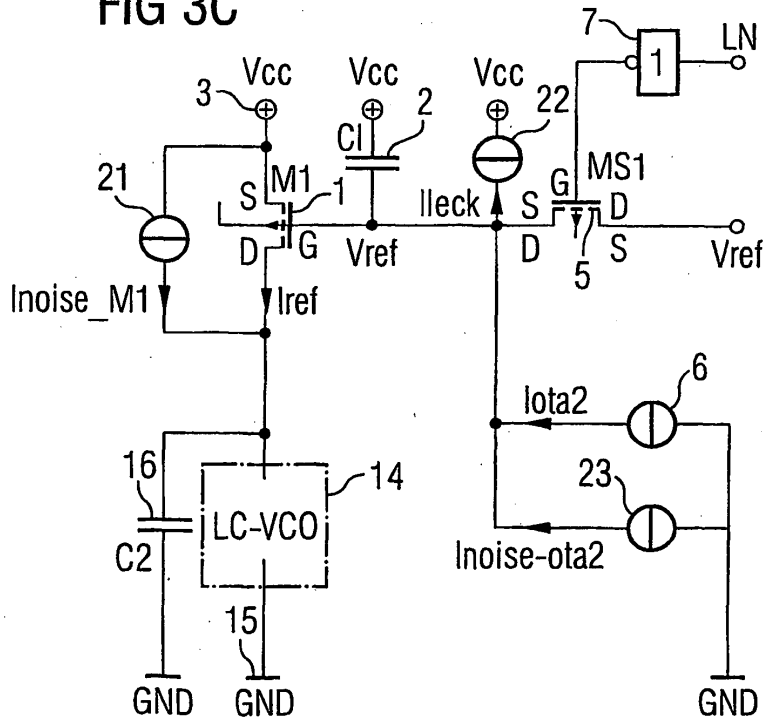 FIG 3C
7
LN
1
3
Vcc
Vcc
2
Vcc
22
CI
21
S
M1
1
MS1
G
Ileck
S
D
D
G
Vref
D
5
S
Vref
Inoise_M1
Iref
6
Iota2
16
14
23
LC-VCO
C2
Inoise-ota2
15
GND
GND
GND